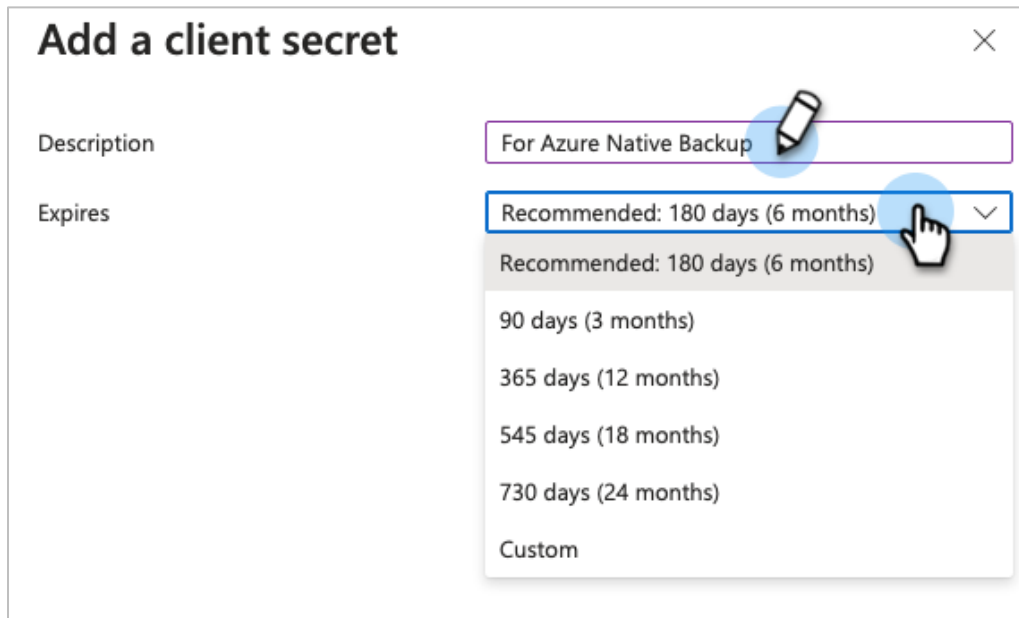 Add a client secret
Description
For Azure Native Backup
Expires
Recommended: 180 days (6 months)
Recommended: 180 days (6 months)
90 days (3 months)
365 days (12 months)
545 days (18 months)
730 days (24 months)
Custom